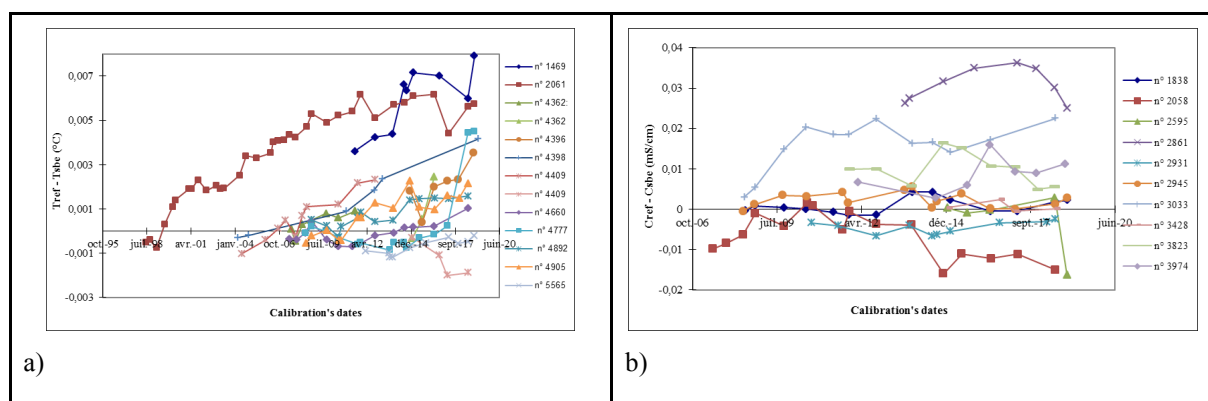 0,007
0,005
0,003
0,001
-0,001
-0,003
Tref - Tsbe (°C)
oct.-95 juil.-98 avr.-01 janv.-04 oct.-06 juil.-09 avr.-12 déc.-14 sept.-17 juin-20
Calibration's dates
n° 1469
n° 2061
n° 4362:
n° 4362
n° 4396
n° 4398
n° 4409
n° 4409
n° 4660
n° 4777
n° 4892
n° 4905
n° 5565
a)
0,04
0,03
0,02
0,01
0
-0,01
-0,02
Cref - Csbe (mS/cm)
oct.-06 juil.-09 avr.-12 déc.-14 sept.-17 juin-20
Calibration's dates
n° 1838
n° 2058
n° 2595
n° 2861
n° 2931
n° 2945
n° 3033
n° 3428
n° 3823
n° 3974
b)